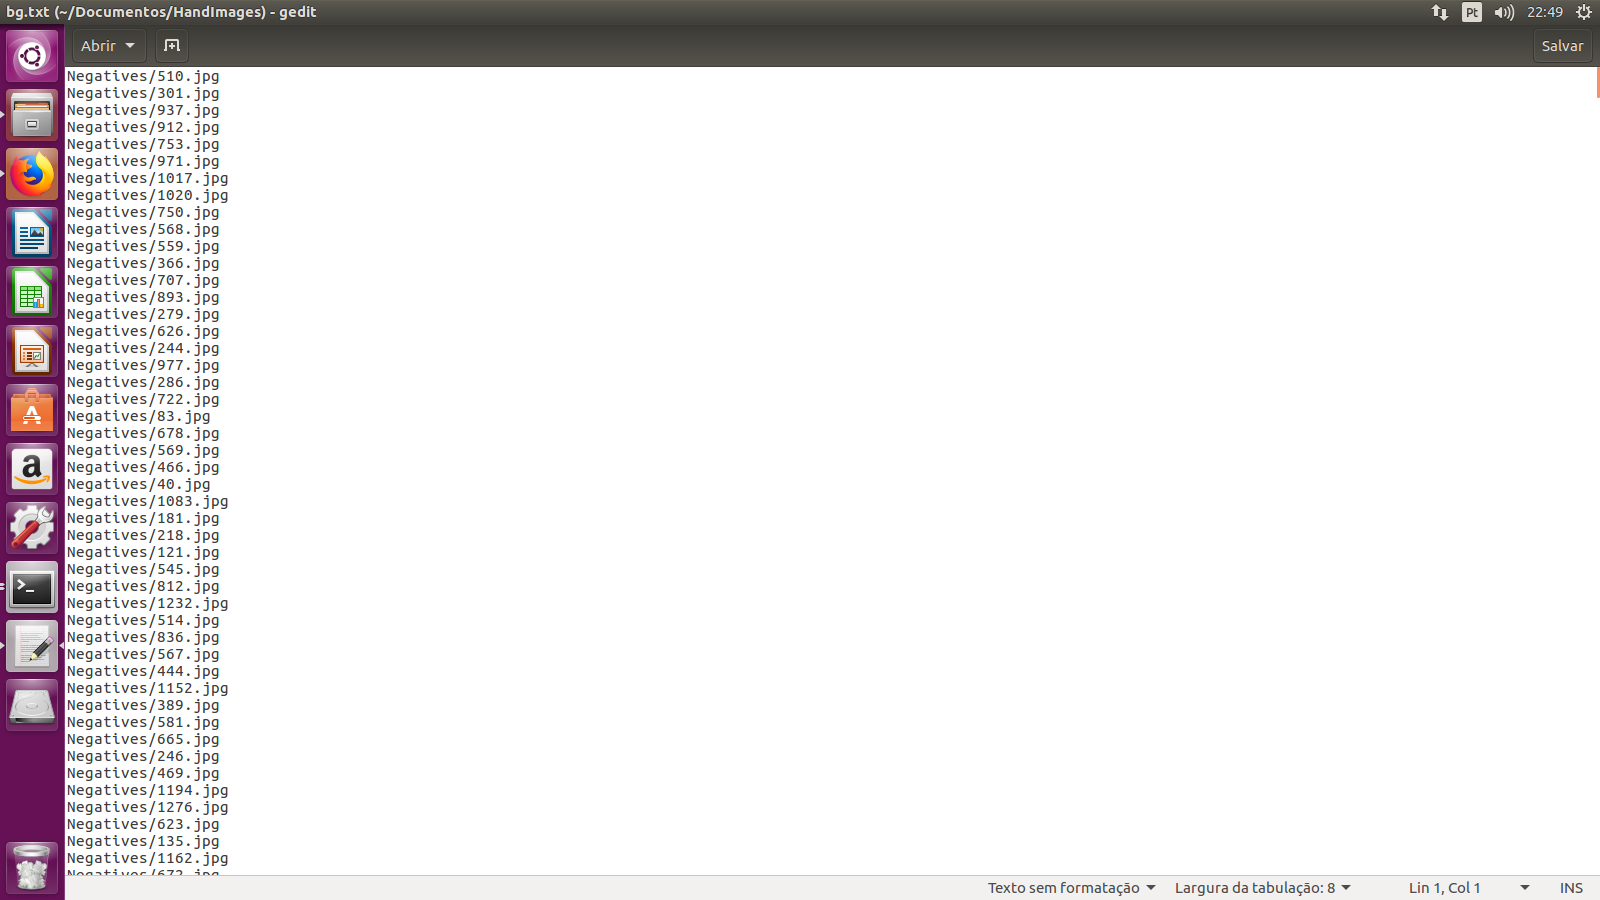 bg.txt (~/Documentos/HandImages) - gedit
Pt
22:49
Abrir
Salvar
Negatives/510.jpg
Negatives/301.jpg
Negatives/937.jpg
Negatives/912.jpg
Negatives/753.jpg
Negatives/971.jpg
Negatives/1017.jpg
Negatives/1020.jpg
Negatives/750.jpg
Negatives/568.jpg
Negatives/559.jpg
Negatives/366.jpg
Negatives/707.jpg
Negatives/893.jpg
Negatives/279.jpg
Negatives/626.jpg
Negatives/244.jpg
Negatives/977.jpg
Negatives/286.jpg
Negatives/722.jpg
Negatives/83.jpg
Negatives/678.jpg
Negatives/569.jpg
Negatives/466.jpg
Negatives/40.jpg
Negatives/1083.jpg
Negatives/181.jpg
Negatives/218.jpg
Negatives/121.jpg
Negatives/545.jpg
Negatives/812.jpg
Negatives/1232.jpg
Negatives/514.jpg
Negatives/836.jpg
Negatives/567.jpg
Negatives/444.jpg
Negatives/1152.jpg
Negatives/389.jpg
Negatives/581.jpg
Negatives/665.jpg
Negatives/246.jpg
Negatives/469.jpg
Negatives/1194.jpg
Negatives/1276.jpg
Negatives/623.jpg
Negatives/135.jpg
Negatives/1162.jpg
Negatives/672.jpg
Texto sem formatação
Largura da tabulação: 8
Lin 1, Col 1
INS